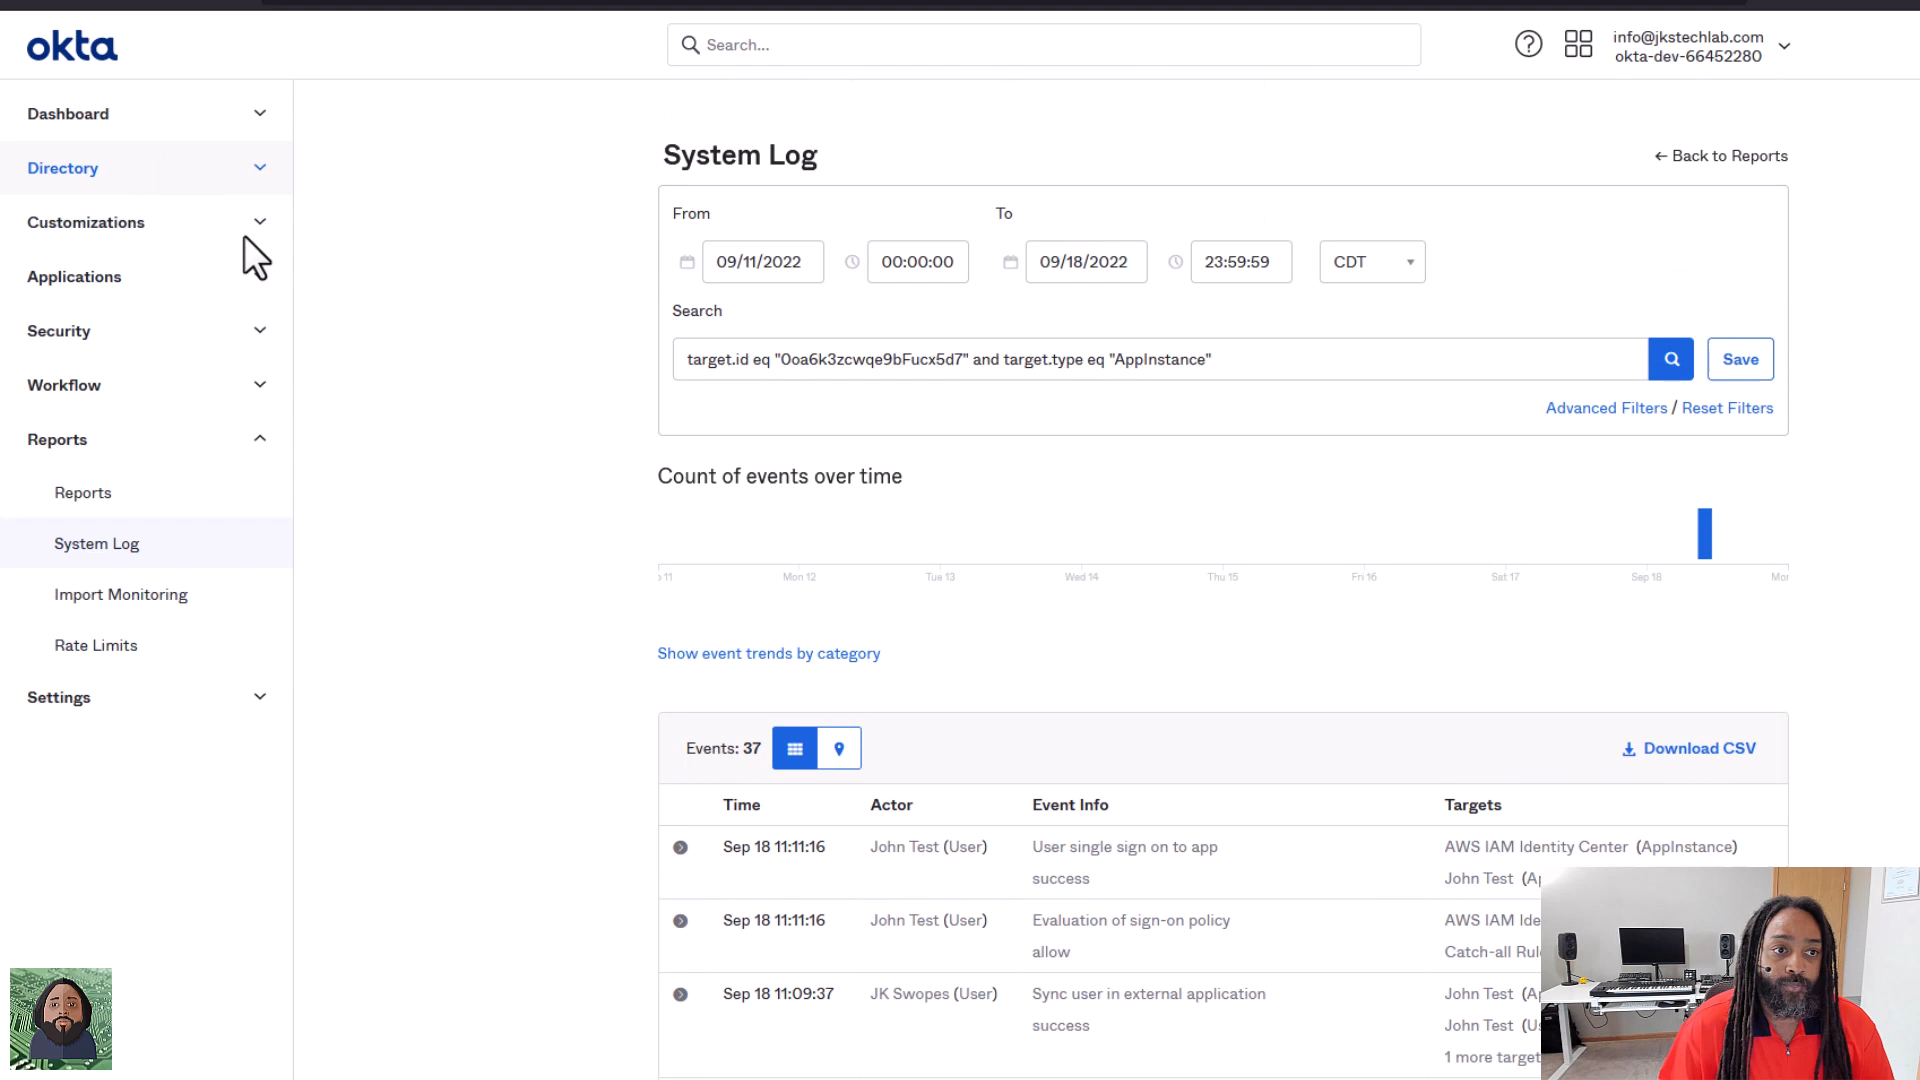 okta
Search...
info@jkstechlab.com
okta-dev-66452280
Dashboard
Directory
Customizations
Applications
Security
Workflow
Reports
Reports
System Log
Import Monitoring
Rate Limits
Settings
System Log
← Back to Reports
From
To
09/11/2022
00:00:00
09/18/2022
23:59:59
CDT
Search
target.id eq "0oa6k3zcwqe9bFucx5d7" and target.type eq "AppInstance"
Save
Advanced Filters / Reset Filters
Count of events over time
11
Mon 12
Tue 13
Wed 14
Thu 15
Fri 16
Sat 17
Sep 18
Show event trends by category
Events: 37
Download CSV
Time Actor Event Info Targets
Sep 18 11:11:16 John Test (User) User single sign on to app AWS IAM Identity Center (AppInstance)
success John Test
Sep 18 11:11:16 John Test (User) Evaluation of sign-on policy AWS IAM
allow Catch-all
Sep 18 11:09:37 JK Swopes (User) Sync user in external application John Test
success John Test
1 more target